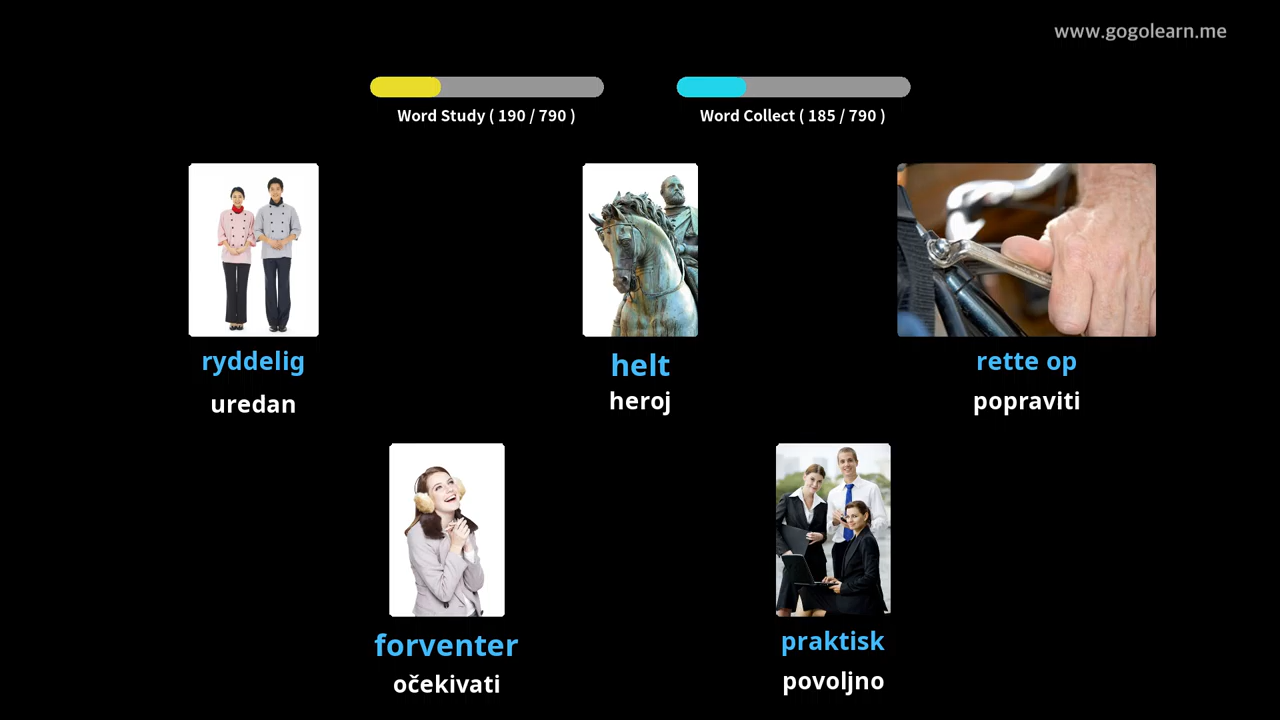 www.gogolearn.me
Word Study ( 190 / 790 )
Word Collect ( 185 / 790 )
ryddelig
uredan
helt
heroj
rette op
popraviti
forventer
očekivati
praktisk
povoljno